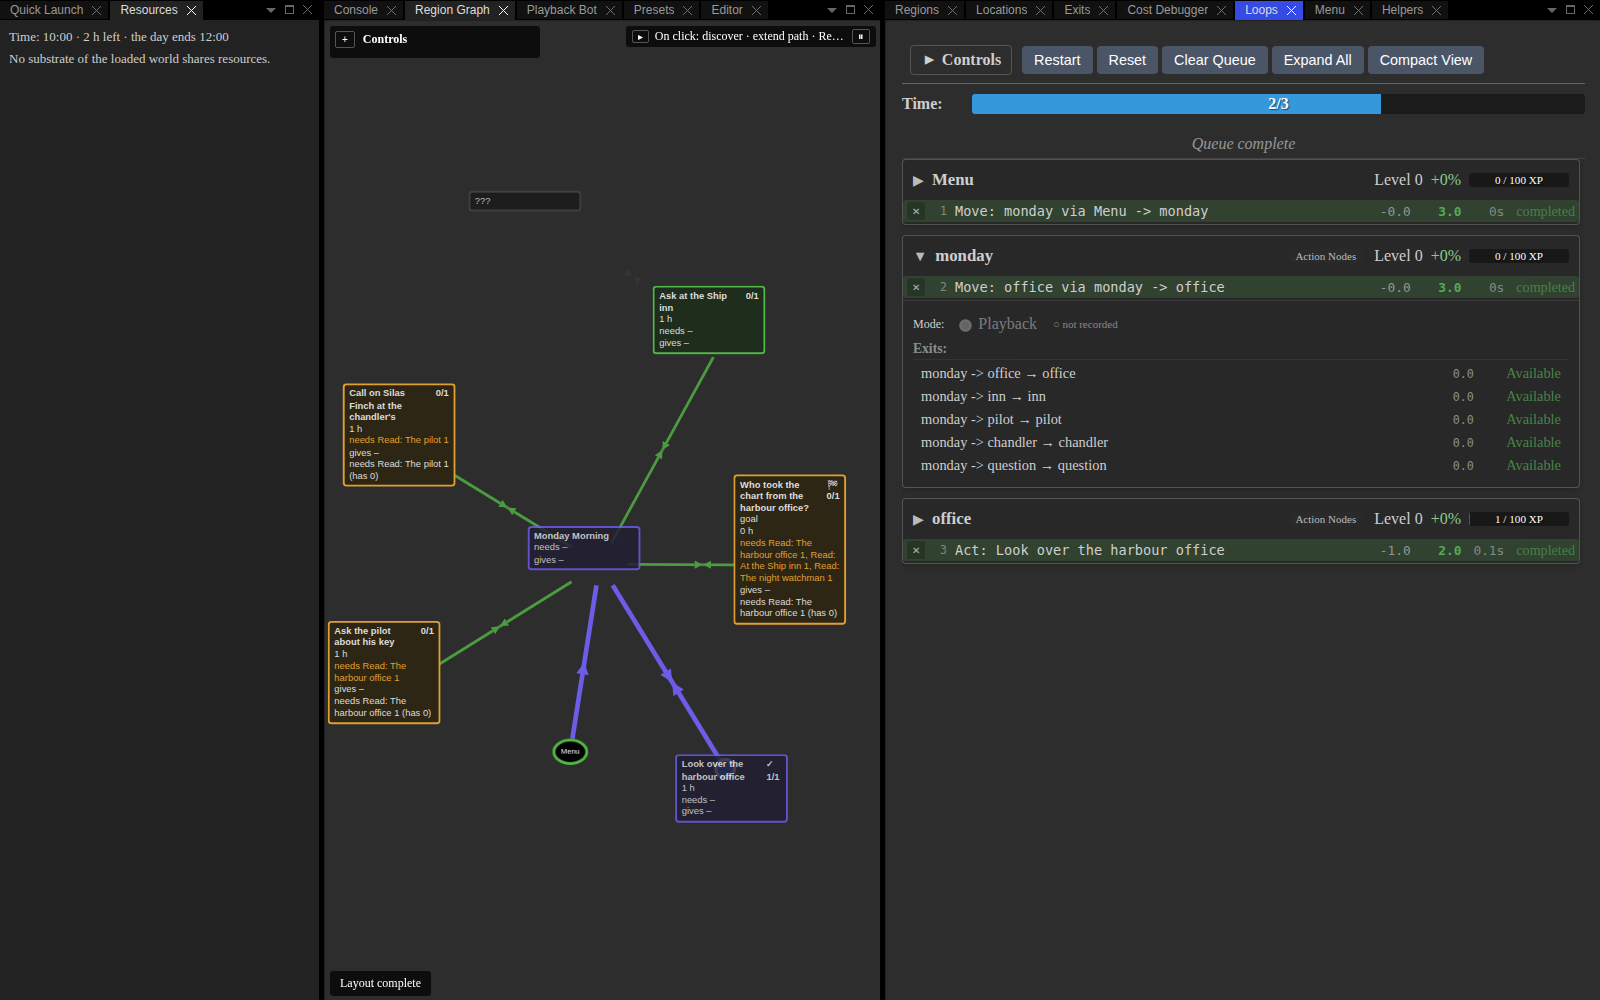 Quick Launch
Resources
Time: 10:00 · 2 h left · the day ends 12:00
No substrate of the loaded world shares resources.
Console
Region Graph
Playback Bot
Presets
Editor
+ Controls
On click: discover · extend path · Re…
???
Ask at the Ship inn 0/1
1 h
needs –
gives –
Call on Silas Finch at the chandler's 0/1
1 h
needs Read: The pilot 1
gives –
needs Read: The pilot 1
(has 0)
Who took the chart from the harbour office? 0/1
goal
0 h
needs Read: The
harbour office 1, Read:
At the Ship inn 1, Read:
The night watchman 1
gives –
needs Read: The
harbour office 1 (has 0)
Monday Morning
needs –
gives –
Ask the pilot about his key 0/1
1 h
needs Read: The
harbour office 1
gives –
needs Read: The
harbour office 1 (has 0)
Menu
Look over the harbour office ✓ 1/1
1 h
needs –
gives –
Layout complete
Regions
Locations
Exits
Cost Debugger
Loops
Menu
Helpers
▶ Controls
Restart
Reset
Clear Queue
Expand All
Compact View
Time: 2/3
Queue complete
▶ Menu Level 0 +0% 0 / 100 XP
× 1 Move: monday via Menu -> monday -0.0 3.0 0s completed
▼ monday Action Nodes Level 0 +0% 0 / 100 XP
× 2 Move: office via monday -> office -0.0 3.0 0s completed
Mode: Playback ○ not recorded
Exits:
monday -> office → office 0.0 Available
monday -> inn → inn 0.0 Available
monday -> pilot → pilot 0.0 Available
monday -> chandler → chandler 0.0 Available
monday -> question → question 0.0 Available
▶ office Action Nodes Level 0 +0% 1 / 100 XP
× 3 Act: Look over the harbour office -1.0 2.0 0.1s completed